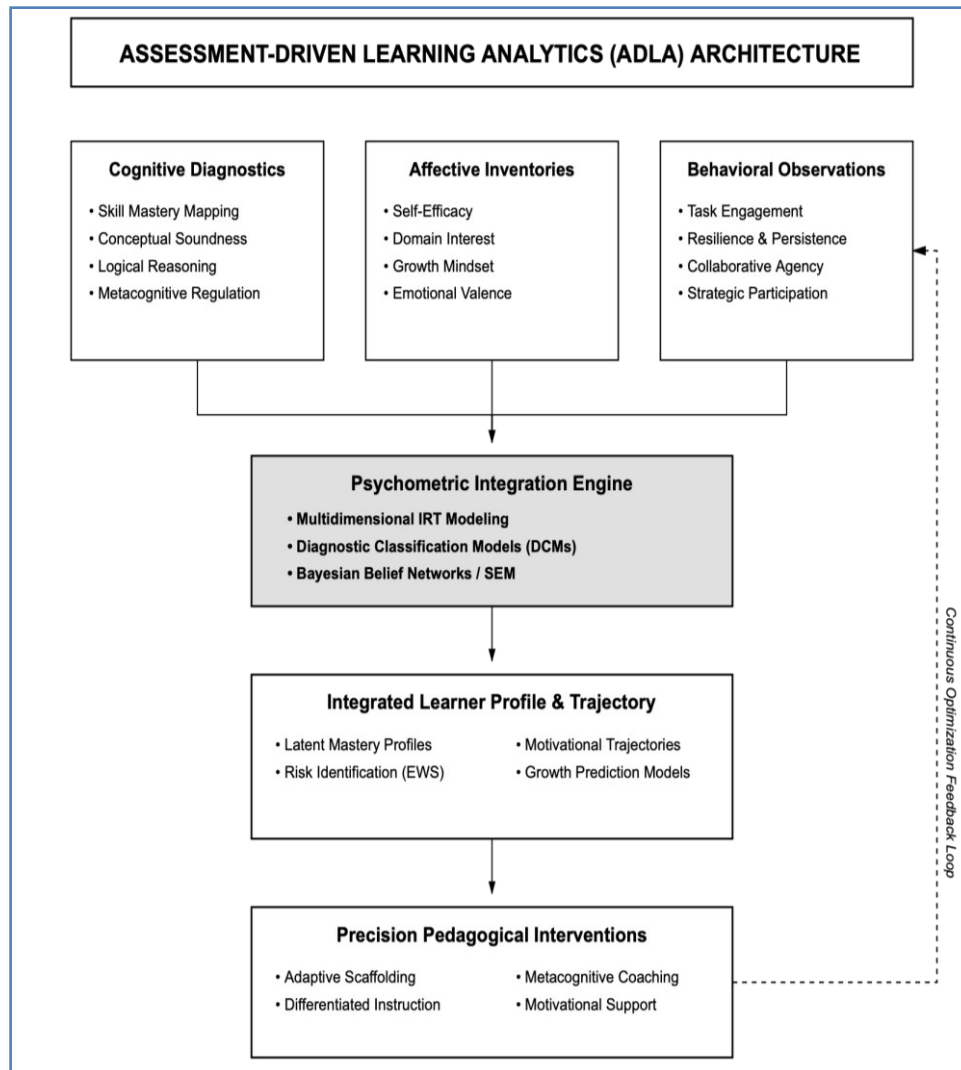 ASSESSMENT-DRIVEN LEARNING ANALYTICS (ADLA) ARCHITECTURE
Cognitive Diagnostics
• Skill Mastery Mapping
• Conceptual Soundness
• Logical Reasoning
• Metacognitive Regulation
Affective Inventories
• Self-Efficacy
• Domain Interest
• Growth Mindset
• Emotional Valence
Behavioral Observations
• Task Engagement
• Resilience & Persistence
• Collaborative Agency
• Strategic Participation
Psychometric Integration Engine
• Multidimensional IRT Modeling
• Diagnostic Classification Models (DCMs)
• Bayesian Belief Networks / SEM
Integrated Learner Profile & Trajectory
• Latent Mastery Profiles
• Risk Identification (EWS)
• Motivational Trajectories
• Growth Prediction Models
Precision Pedagogical Interventions
• Adaptive Scaffolding
• Differentiated Instruction
• Metacognitive Coaching
• Motivational Support
Continuous Optimization Feedback Loop